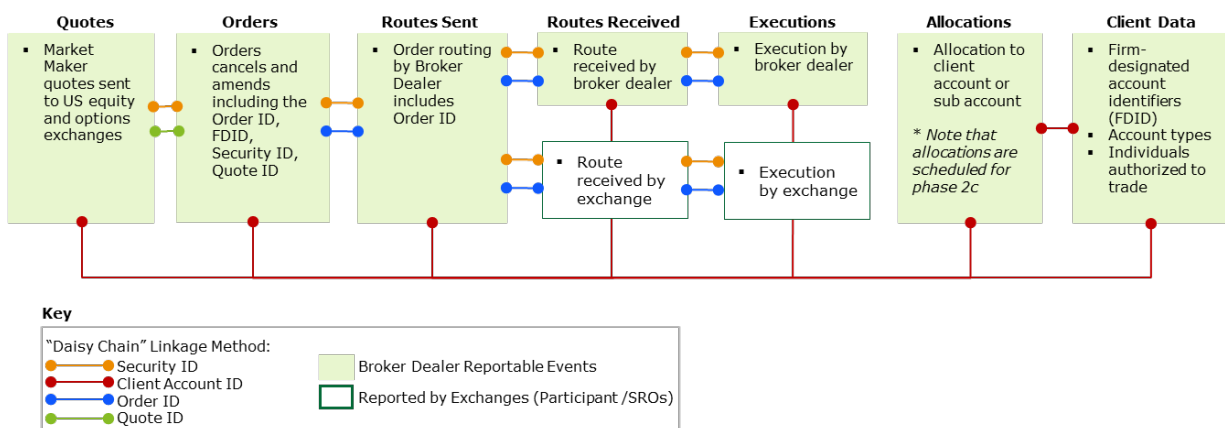 Quotes
Orders
Routes Sent
Routes Received
Executions
Allocations
Client Data
▪ Market
Maker
quotes sent
to US equity
and options
exchanges
▪ Orders
cancels and
amends
including the
Order ID,
FDID,
Security ID,
Quote ID
▪ Order routing
by Broker
Dealer
includes
Order ID
▪ Route
received by
broker dealer
▪ Route
received by
exchange
▪ Execution by
broker dealer
▪ Execution
by exchange
▪ Allocation to
client
account or
sub account
* Note that
allocations are
scheduled for
phase 2c
▪ Firm-
designated
account
identifiers
(FDID)
▪ Account types
▪ Individuals
authorized to
trade
Key
“Daisy Chain” Linkage Method:
Security ID
Client Account ID
Order ID
Quote ID
Broker Dealer Reportable Events
Reported by Exchanges (Participant /SROs)